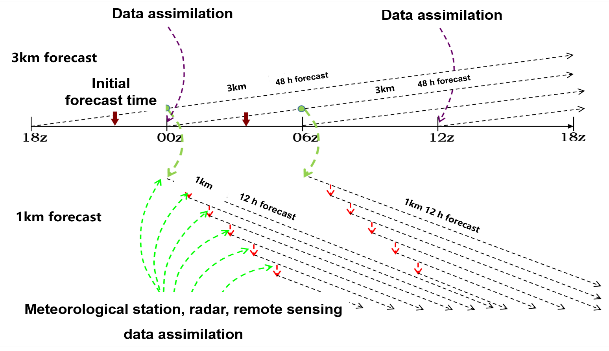 Data assimilation
Data assimilation
3km forecast
Initial
forecast time
3km 48 h forecast
3km 48 h forecast
18z 00z 06z 12z 18z
1km forecast
1km 12 h forecast
1km 12 h forecast
Meteorological station, radar, remote sensing
data assimilation